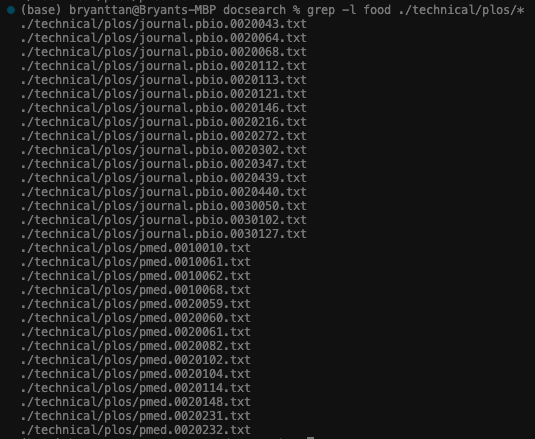 (base) bryanttan@Bryants-MBP docsearch % grep -l food ./technical/plos/*
./technical/plos/journal.pbio.0020043.txt
./technical/plos/journal.pbio.0020064.txt
./technical/plos/journal.pbio.0020068.txt
./technical/plos/journal.pbio.0020112.txt
./technical/plos/journal.pbio.0020113.txt
./technical/plos/journal.pbio.0020121.txt
./technical/plos/journal.pbio.0020146.txt
./technical/plos/journal.pbio.0020216.txt
./technical/plos/journal.pbio.0020272.txt
./technical/plos/journal.pbio.0020302.txt
./technical/plos/journal.pbio.0020347.txt
./technical/plos/journal.pbio.0020439.txt
./technical/plos/journal.pbio.0020440.txt
./technical/plos/journal.pbio.0030050.txt
./technical/plos/journal.pbio.0030102.txt
./technical/plos/journal.pbio.0030127.txt
./technical/plos/pmed.0010010.txt
./technical/plos/pmed.0010061.txt
./technical/plos/pmed.0010062.txt
./technical/plos/pmed.0010068.txt
./technical/plos/pmed.0020059.txt
./technical/plos/pmed.0020060.txt
./technical/plos/pmed.0020061.txt
./technical/plos/pmed.0020082.txt
./technical/plos/pmed.0020102.txt
./technical/plos/pmed.0020104.txt
./technical/plos/pmed.0020114.txt
./technical/plos/pmed.0020148.txt
./technical/plos/pmed.0020231.txt
./technical/plos/pmed.0020232.txt